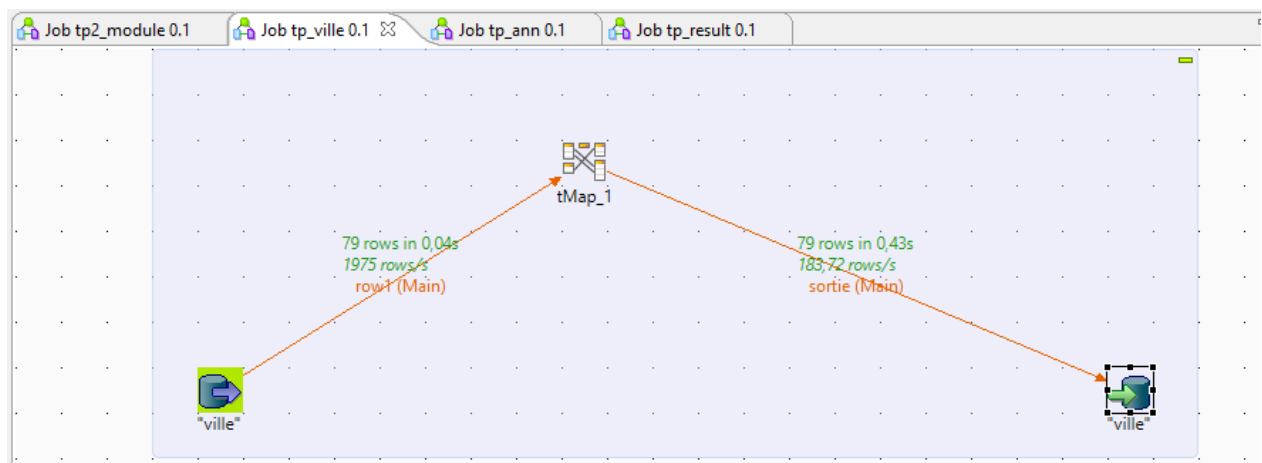 Job tp2_module 0.1
Job tp_ville 0.1
Job tp_ann 0.1
Job tp_result 0.1
tMap_1
79 rows in 0,04s
1975 rows/s
row1 (Main)
79 rows in 0,43s
183,72 rows/s
sortie (Main)
"ville"
"ville"